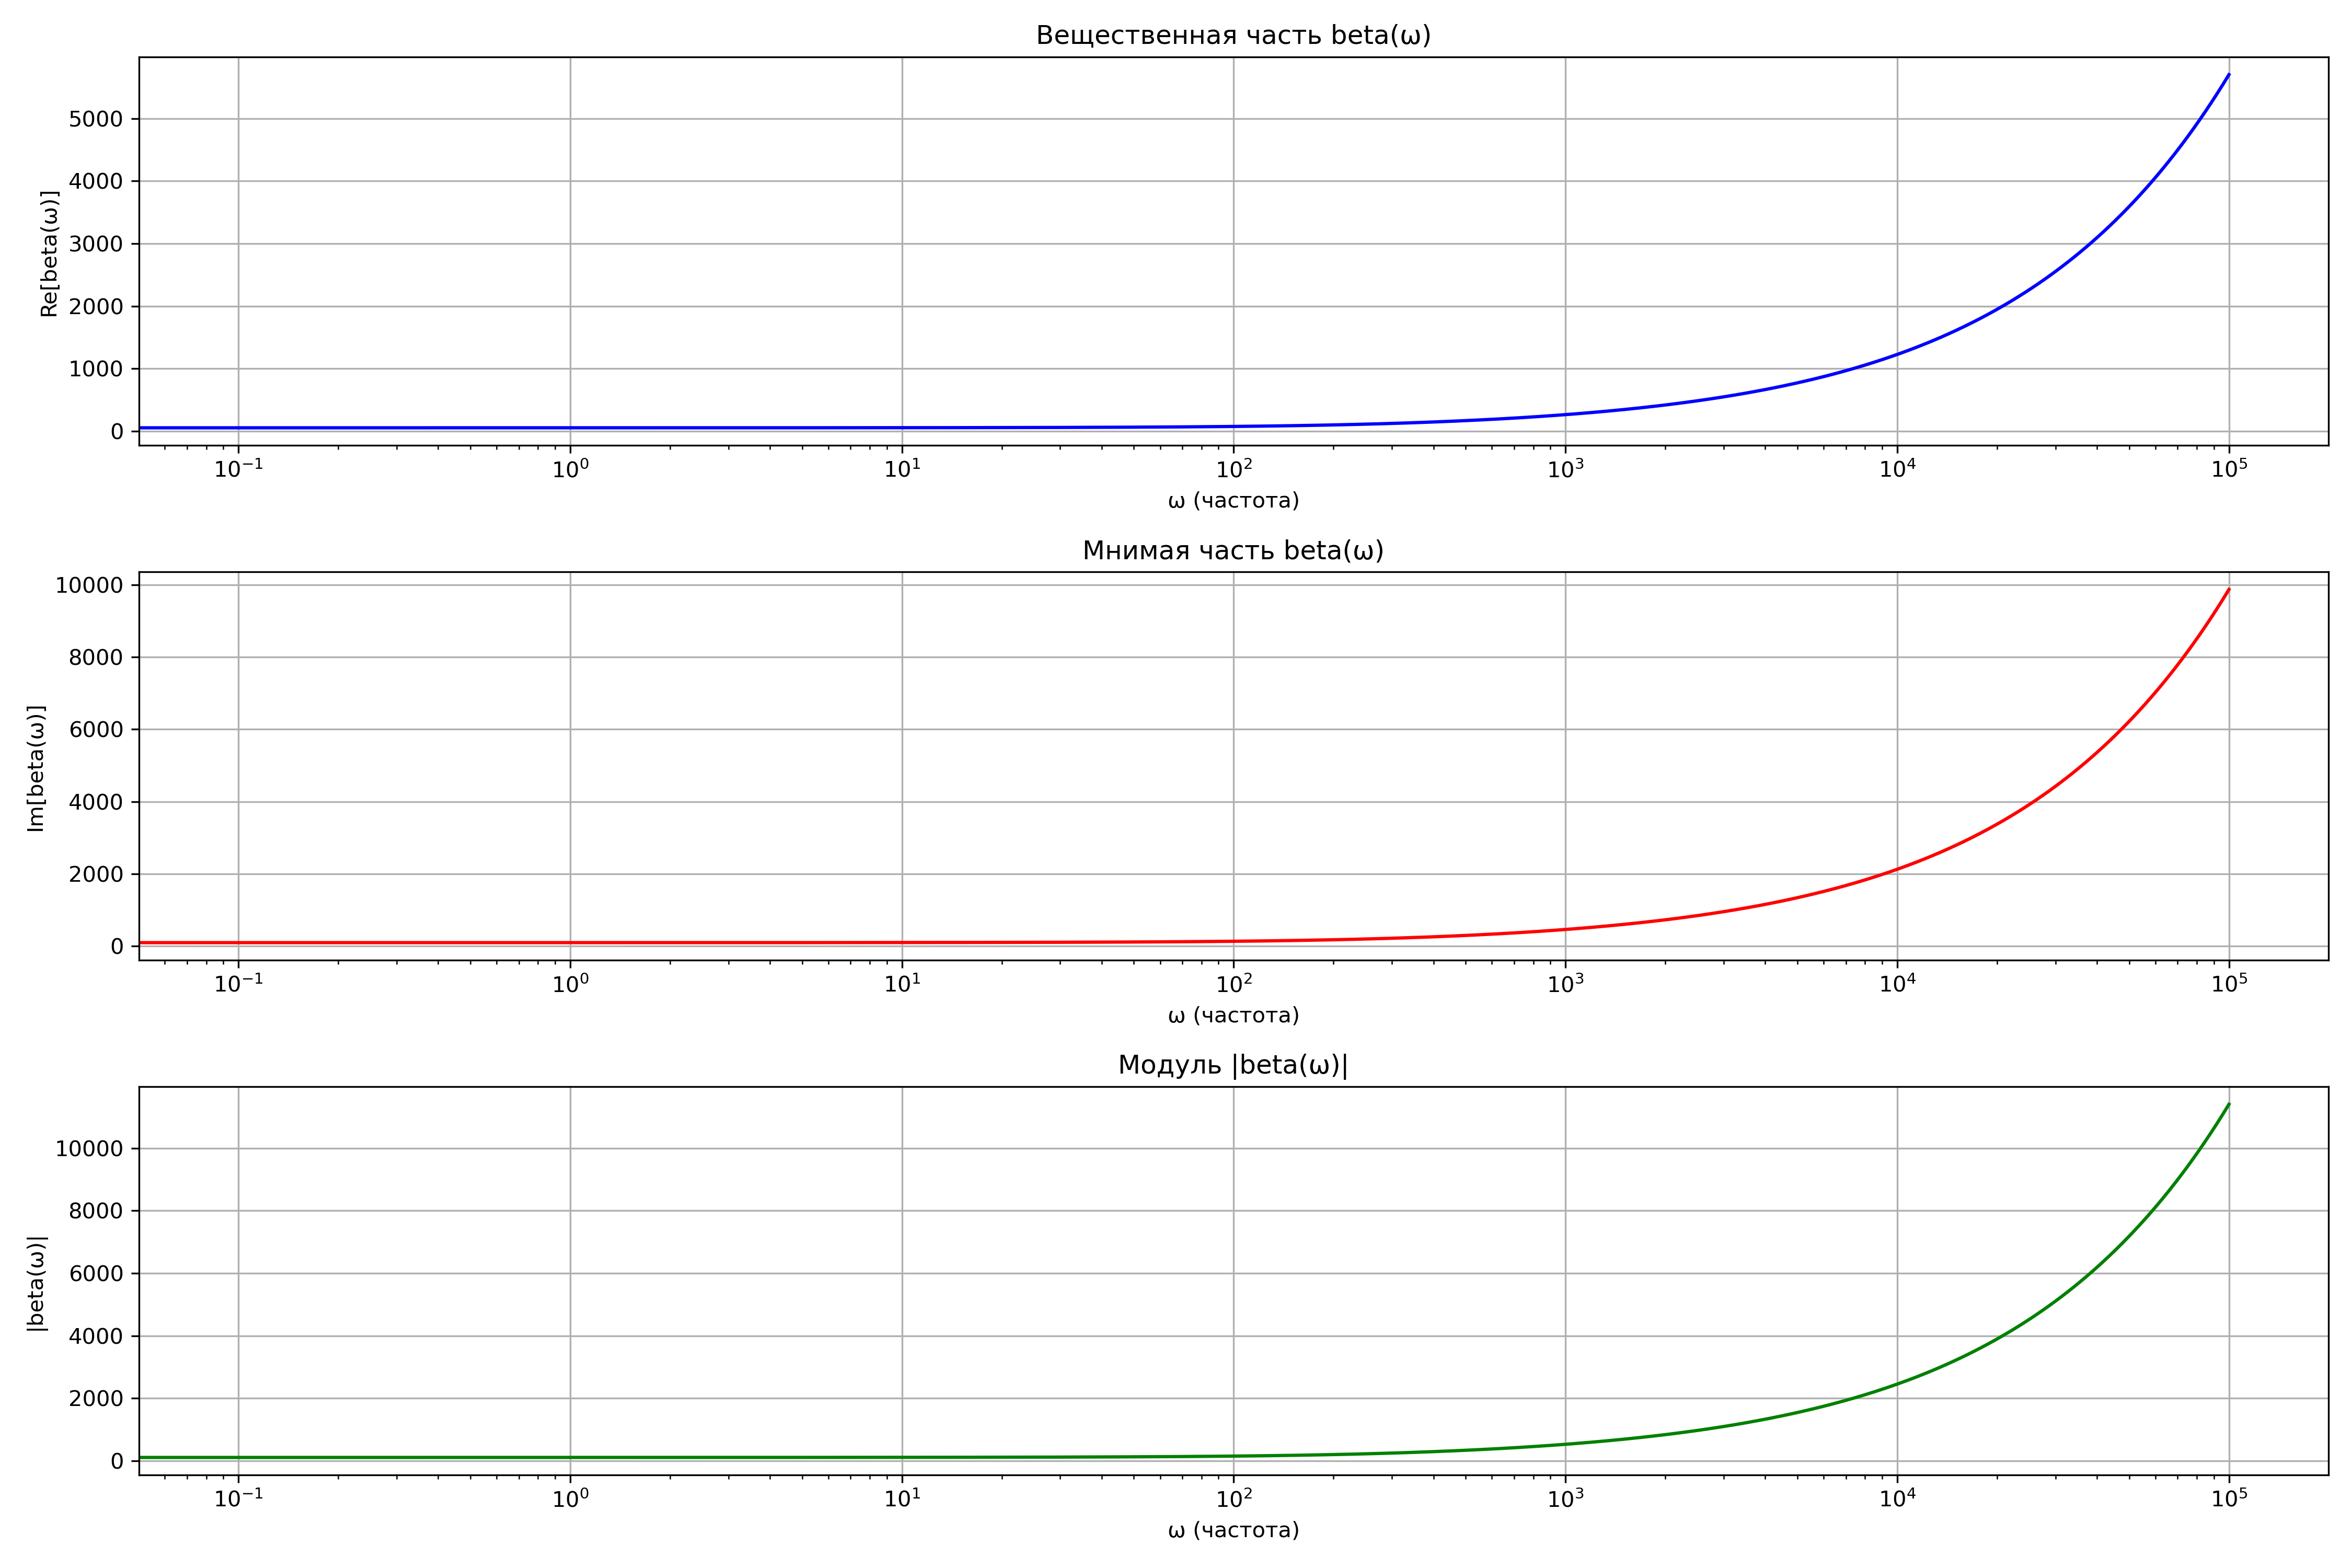 Вещественная часть beta(ω)
Re[beta(ω)]
5000
4000
3000
2000
1000
0
10⁻¹ 10⁰ 10¹ 10² 10³ 10⁴ 10⁵
ω (частота)
Мнимая часть beta(ω)
Im[beta(ω)]
10000
8000
6000
4000
2000
0
10⁻¹ 10⁰ 10¹ 10² 10³ 10⁴ 10⁵
ω (частота)
Модуль |beta(ω)|
|beta(ω)|
10000
8000
6000
4000
2000
0
10⁻¹ 10⁰ 10¹ 10² 10³ 10⁴ 10⁵
ω (частота)